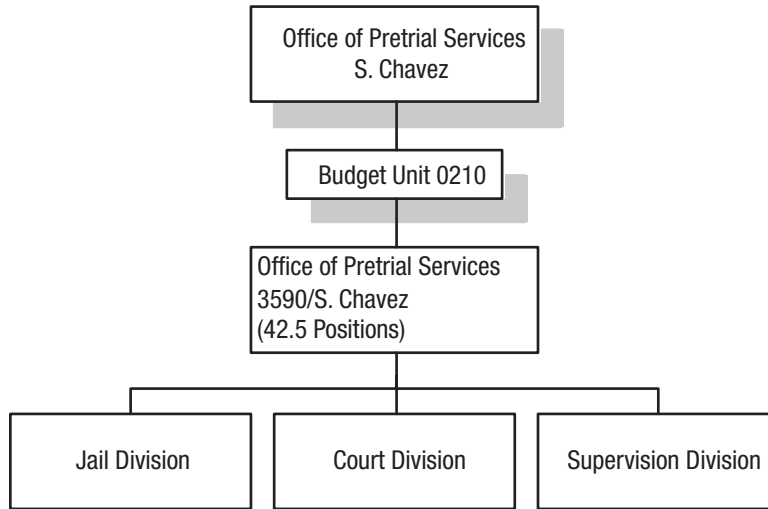 Office of Pretrial Services
S. Chavez
Budget Unit 0210
Office of Pretrial Services
3590/S. Chavez
(42.5 Positions)
Jail Division
Court Division
Supervision Division